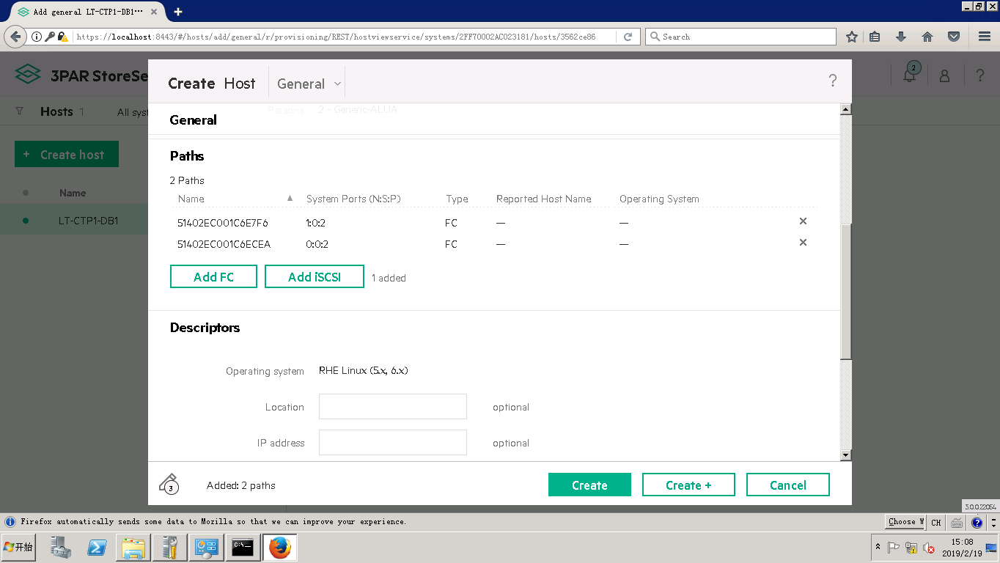 Add general LT-CTP1-DB1···
https://localhost:8443/#/hosts/add/general/r/provisioning/REST/hostviewservice/systems/2FF70002AC023181/hosts/3562ce86
Search
3PAR StoreSe
2
Create Host General
?
?
Hosts 1 All syst
Persona 2 - Generic-ALUA
General
+ Create host
Paths
2 Paths
Name
Name System Ports (N:S:P) Type Reported Host Name Operating System
LT-CTP1-DB1
51402EC001C6E7F6 1:0:2 FC — — ×
51402EC001C6ECEA 0:0:2 FC — — ×
Add FC Add iSCSI 1 added
Descriptors
Operating system RHE Linux (5.x, 6.x)
Location optional
IP address optional
3 Added: 2 paths Create Create + Cancel
3.0.0.22054
Firefox automatically sends some data to Mozilla so that we can improve your experience.
Choose W CH
开始
C:\_
15:08
2019/2/19